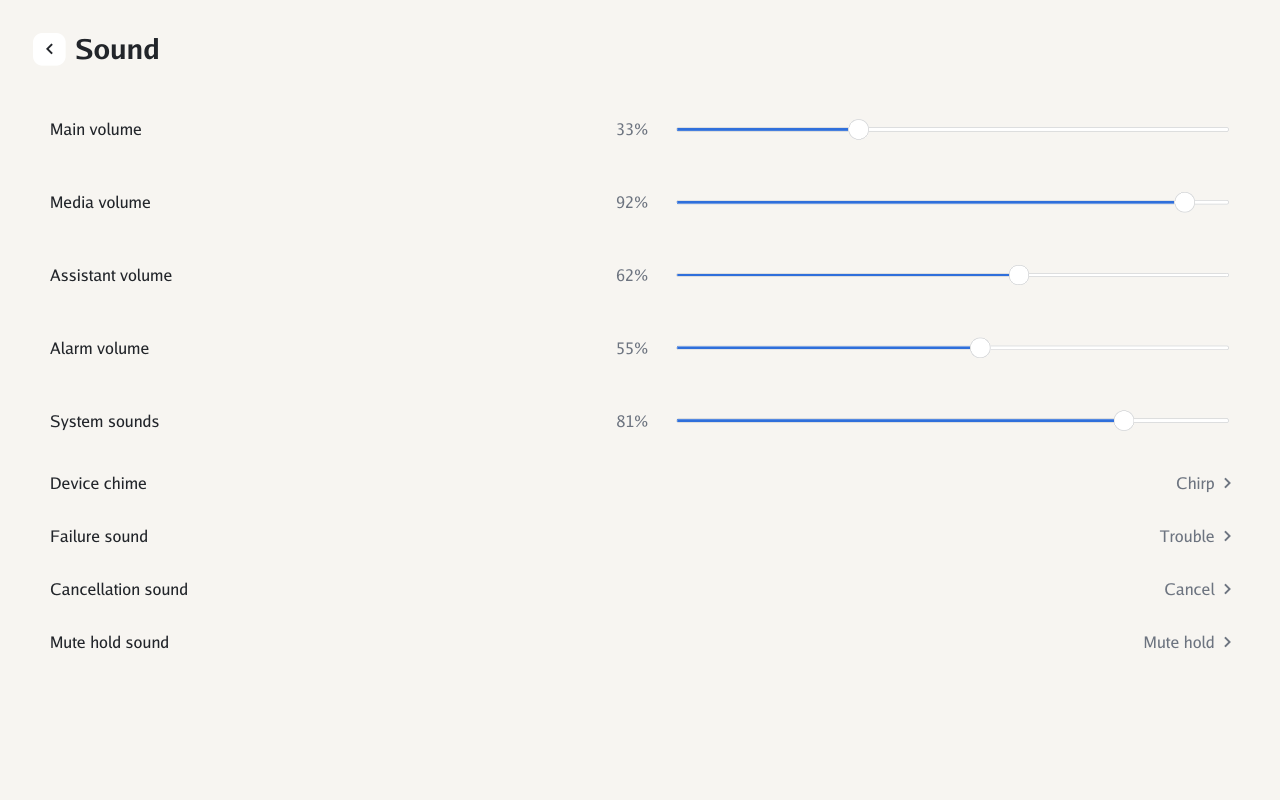 Sound
Main volume 33%
Media volume 92%
Assistant volume 62%
Alarm volume 55%
System sounds 81%
Device chime Chirp
Failure sound Trouble
Cancellation sound Cancel
Mute hold sound Mute hold